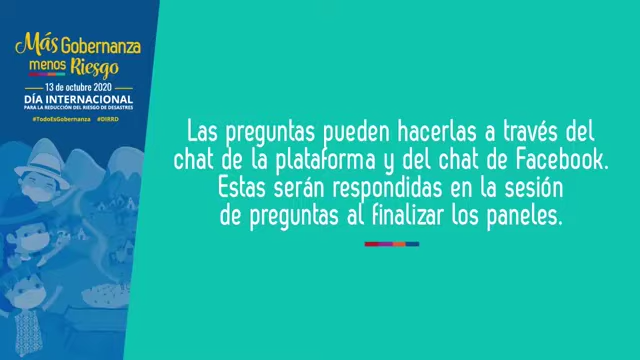 Más Gobernanza
menos Riesgo
13 de octubre 2020
DÍA INTERNACIONAL
PARA LA REDUCCIÓN DEL RIESGO DE DESASTRES
#TodoEsGobernanza #DIRRD
Las preguntas pueden hacerlas a través del
chat de la plataforma y del chat de Facebook.
Estas serán respondidas en la sesión
de preguntas al finalizar los paneles.